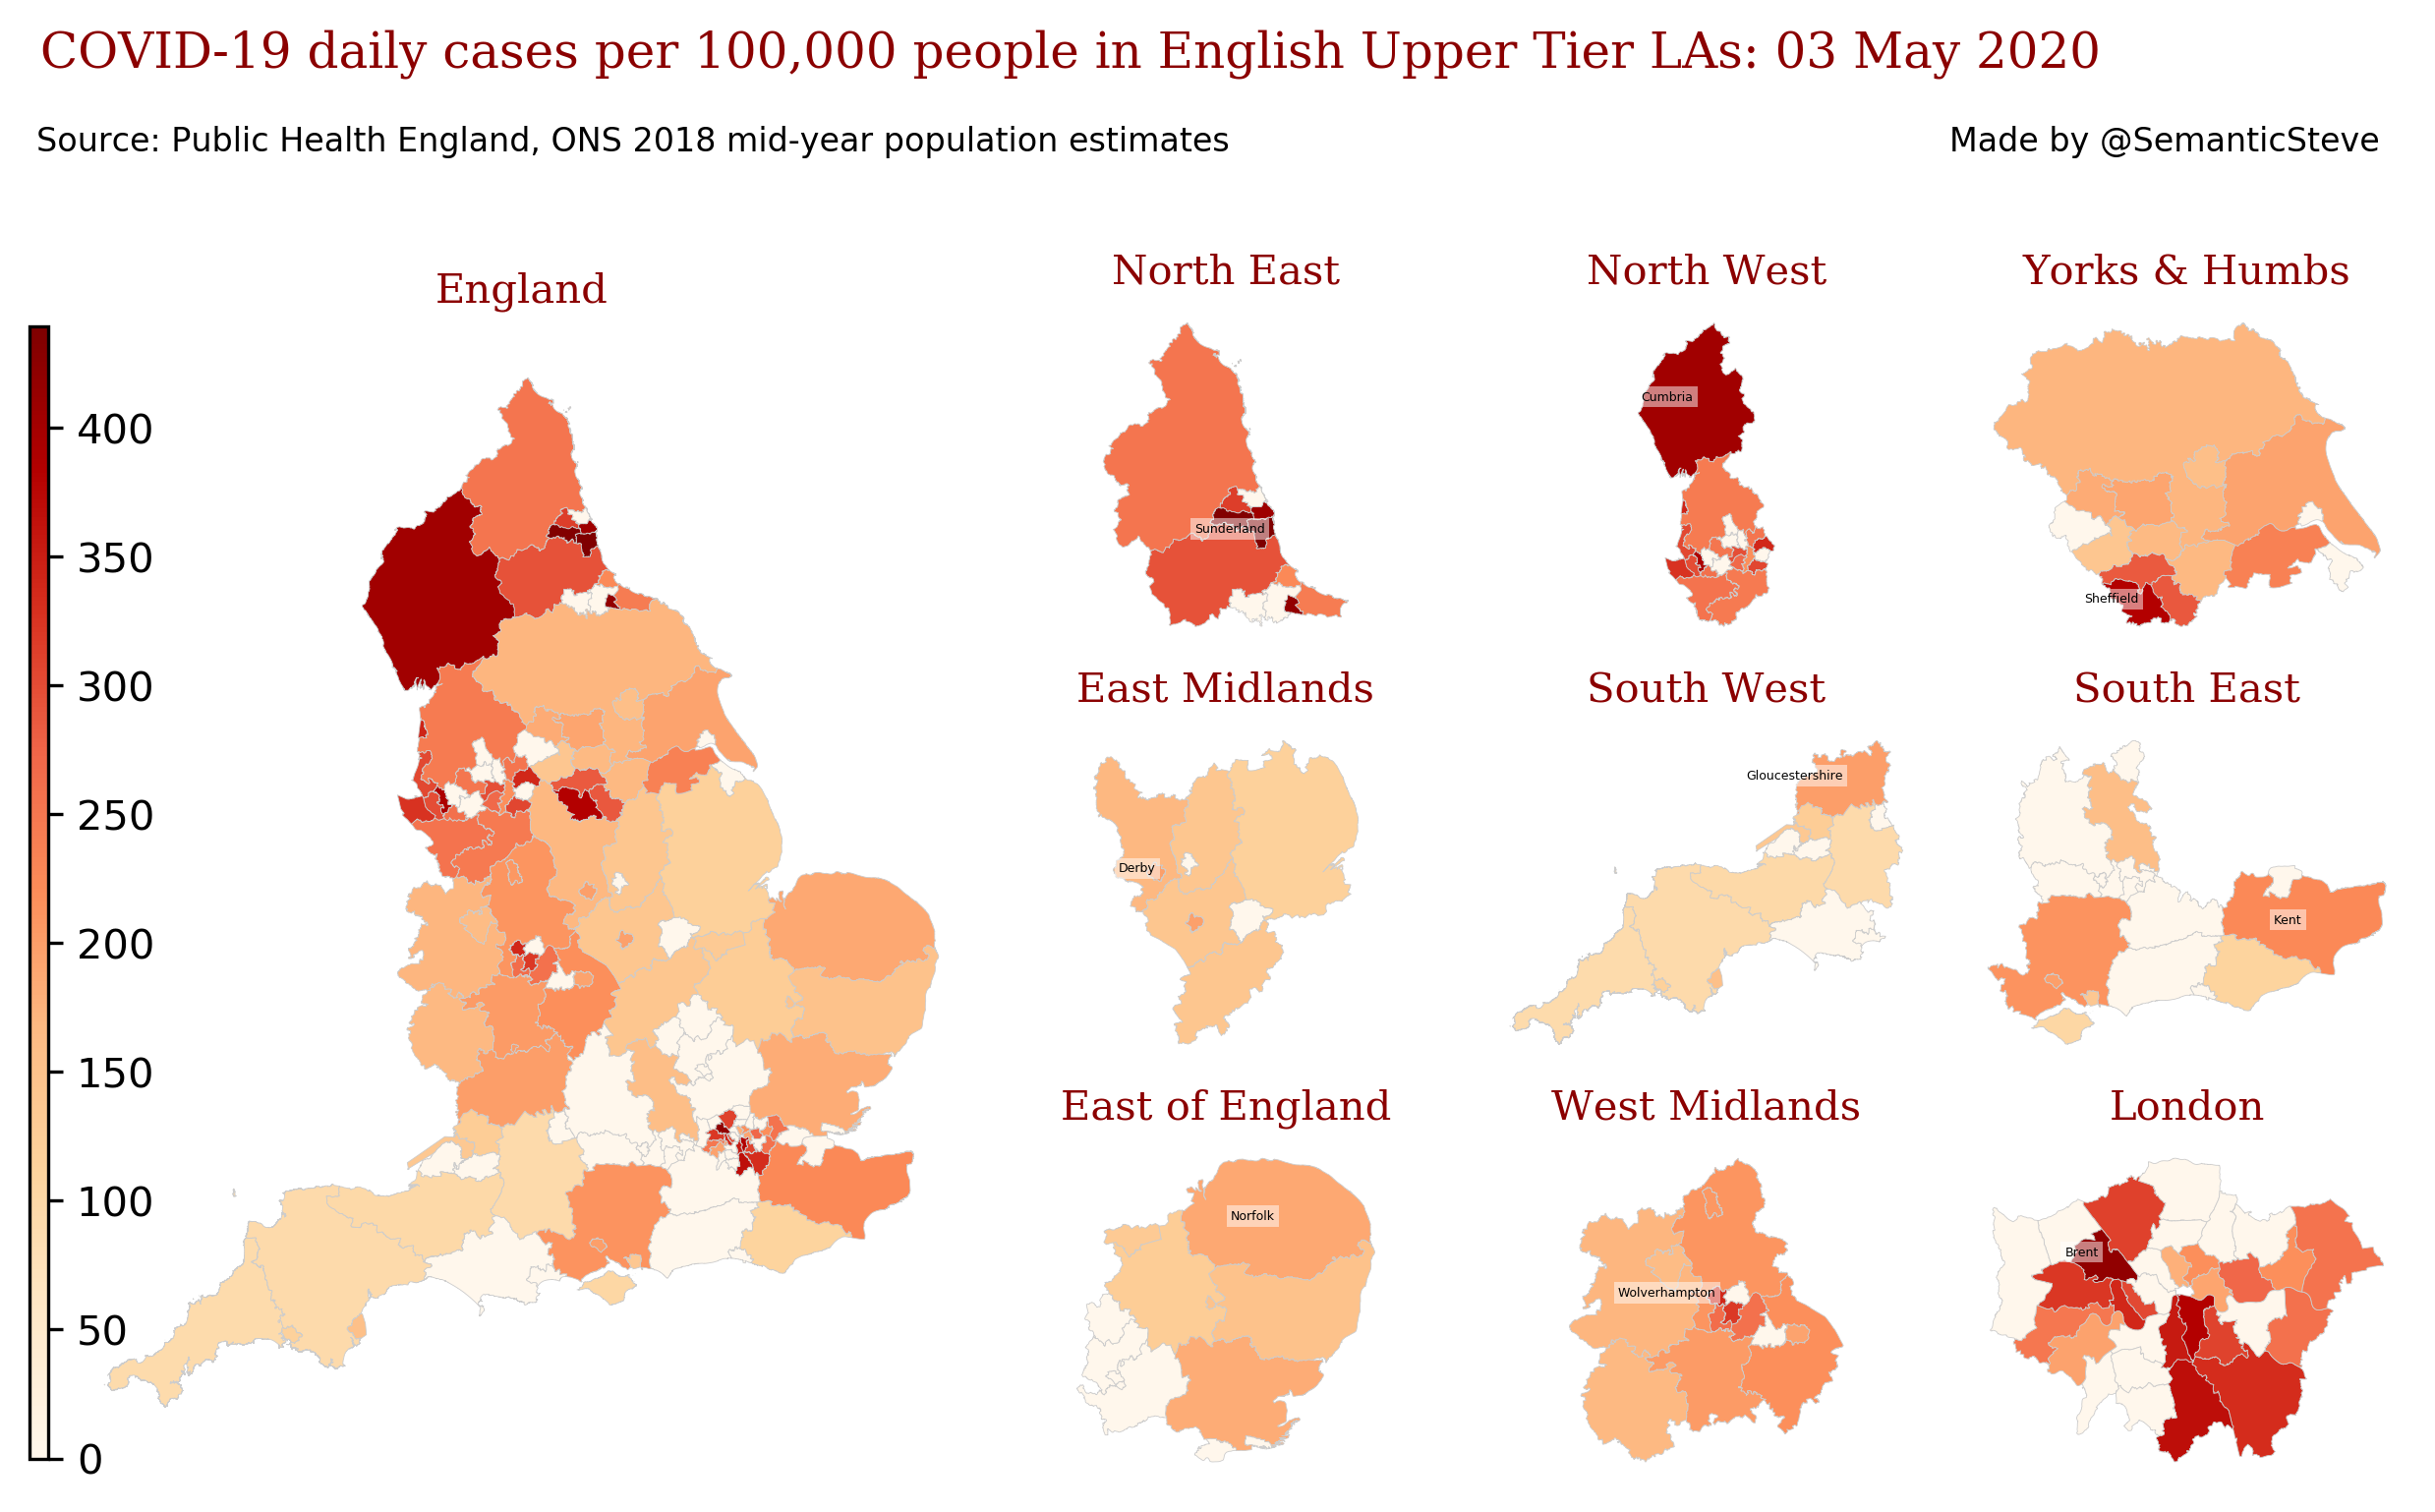 COVID-19 daily cases per 100,000 people in English Upper Tier LAs: 03 May 2020
Source: Public Health England, ONS 2018 mid-year population estimates
Made by @SemanticSteve
England
400
350
300
250
200
150
100
50
0
North East
Sunderland
North West
Cumbria
Yorks & Humbs
Sheffield
East Midlands
Derby
South West
Gloucestershire
South East
Kent
East of England
Norfolk
West Midlands
Wolverhampton
London
Brent